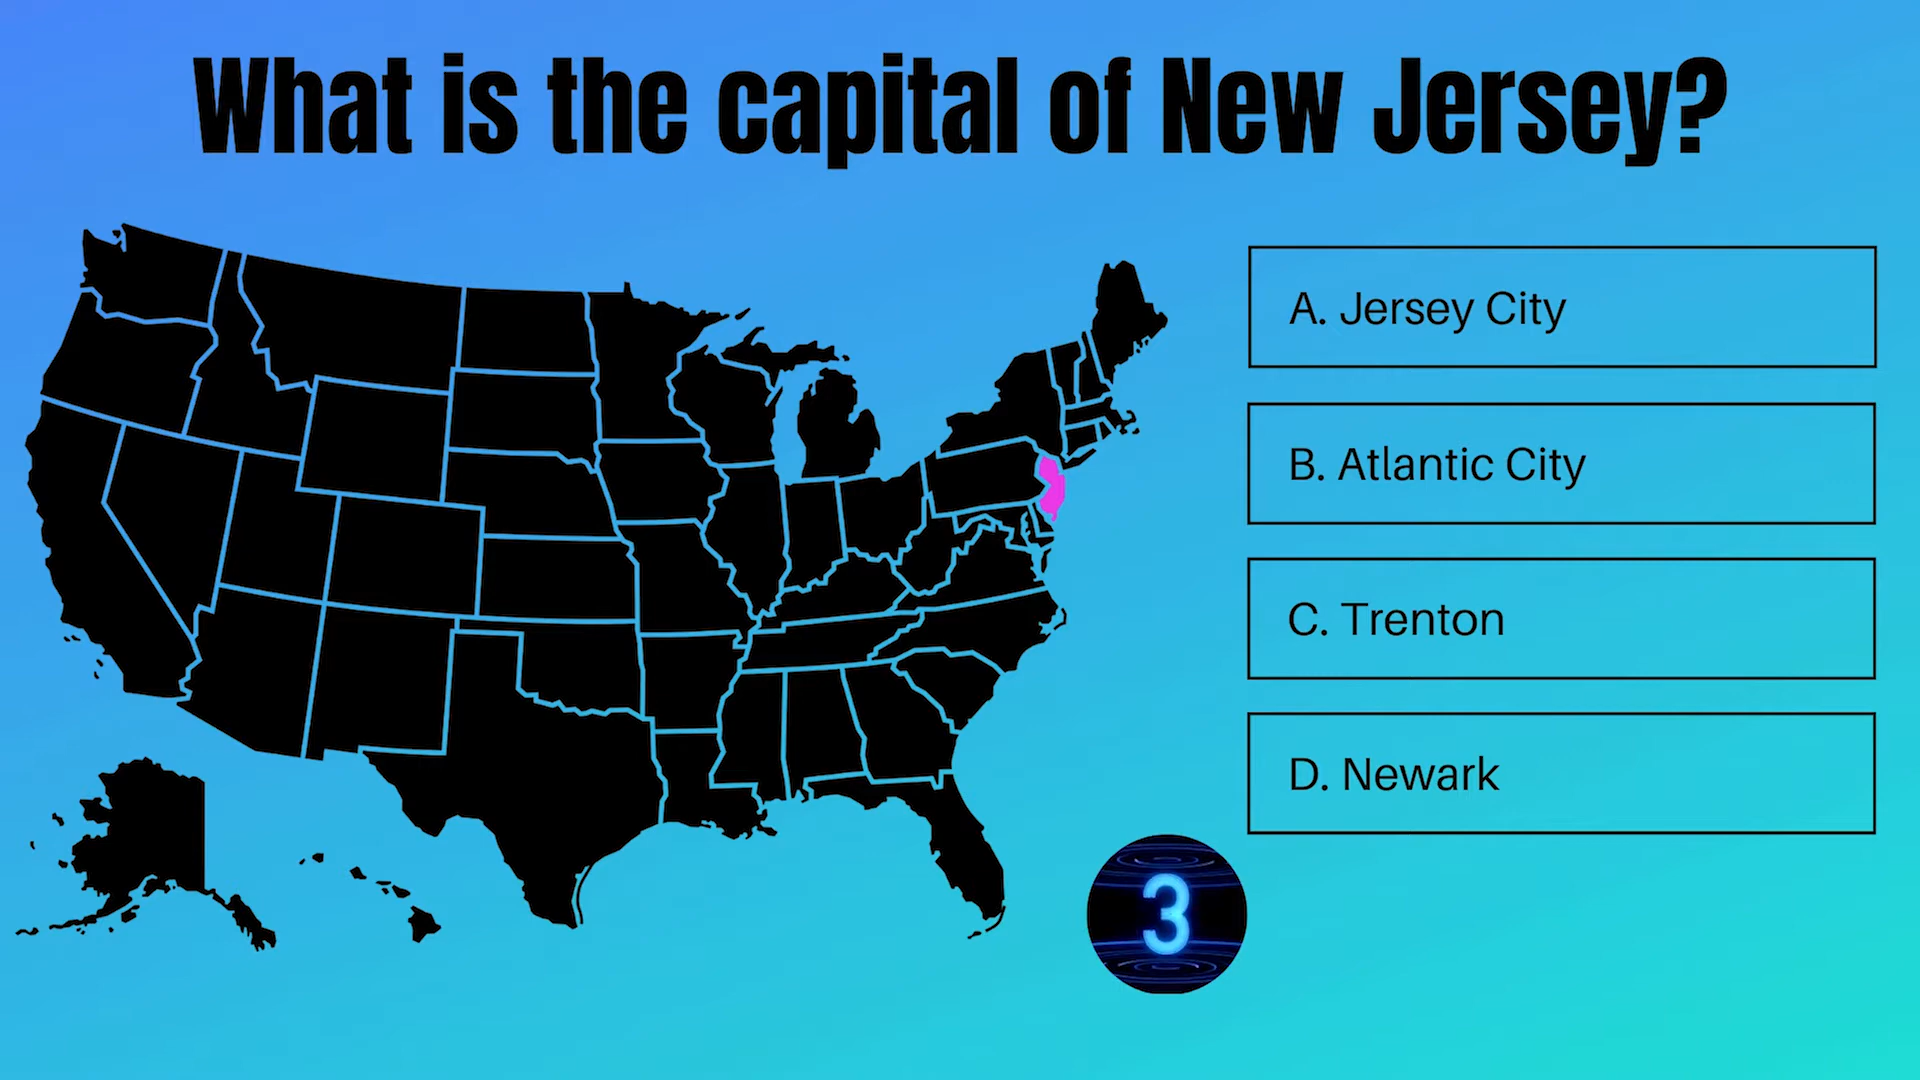 What is the capital of New Jersey?
A. Jersey City
B. Atlantic City
C. Trenton
D. Newark
3